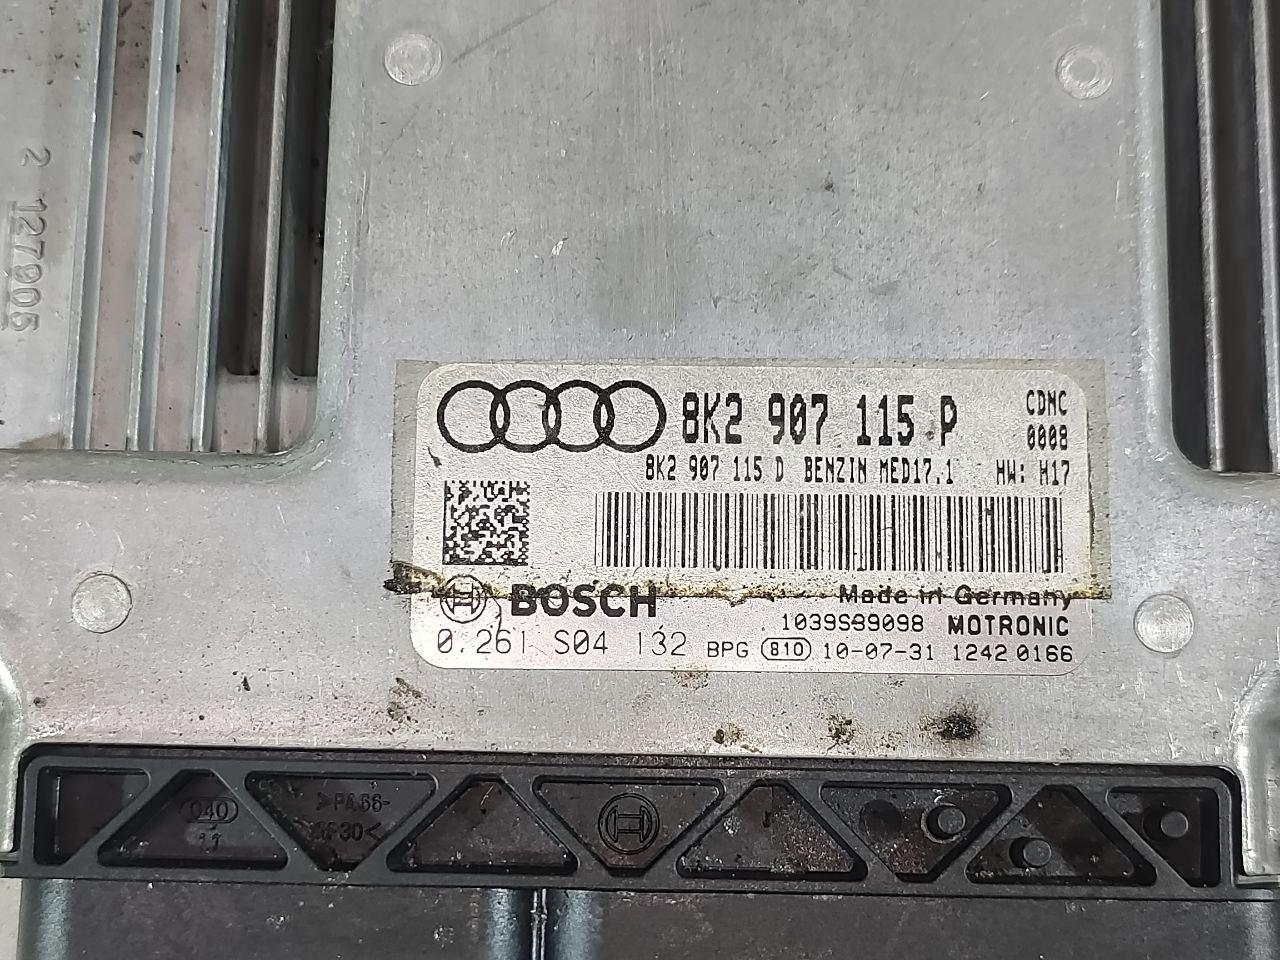 2 127905
8K2 907 115 P
CDNC
0008
8K2 907 115 D BENZIN MED17.1 HW: H17
BOSCH
Made in Germany
1039S89098 MOTRONIC
0 261 S04 132 BPG 810 10-07-31 1242 0166
>PA66-
GF30<
040
11